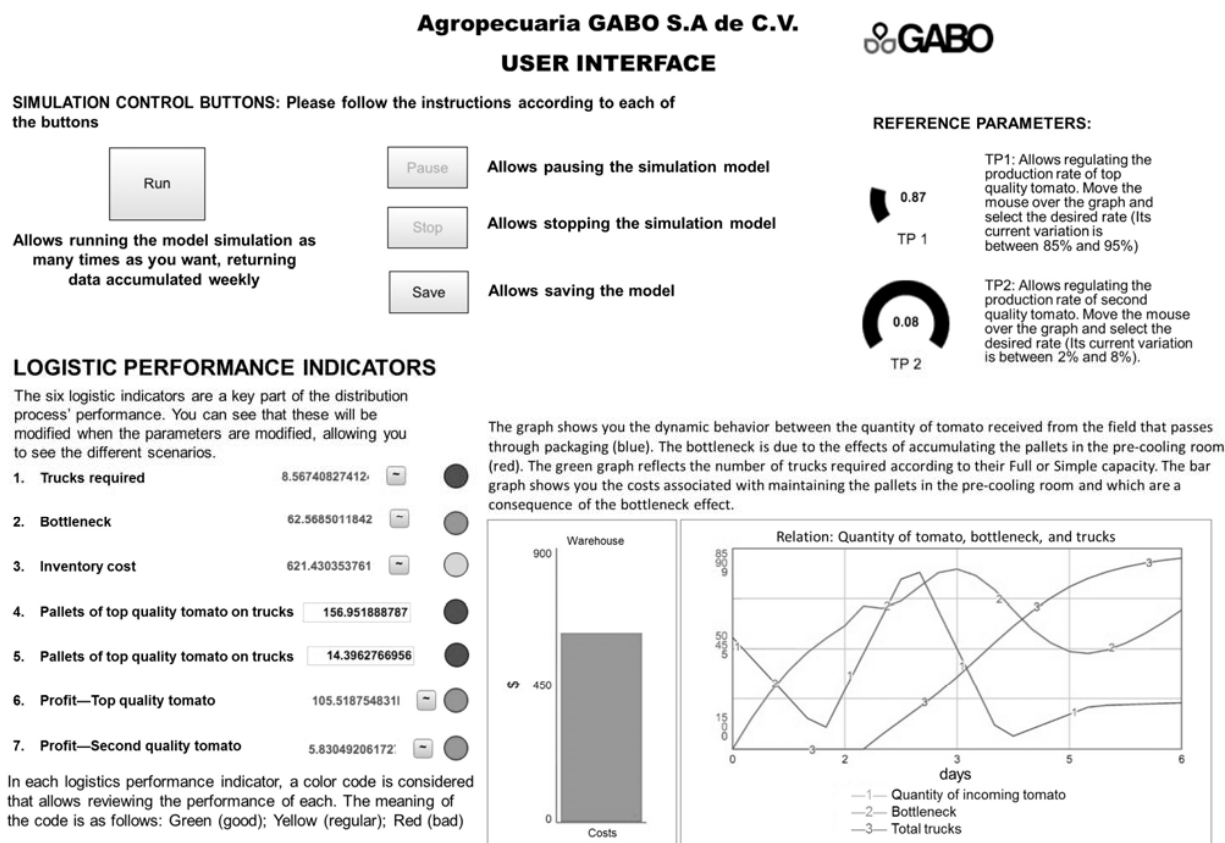 Agropecuaria GABO S.A de C.V.
USER INTERFACE
GABO
SIMULATION CONTROL BUTTONS: Please follow the instructions according to each of
the buttons
Run
Allows running the model simulation as
many times as you want, returning
data accumulated weekly
Pause
Allows pausing the simulation model
Stop
Allows stopping the simulation model
Save
Allows saving the model
REFERENCE PARAMETERS:
0.87
TP 1
TP1: Allows regulating the
production rate of top
quality tomato. Move the
mouse over the graph and
select the desired rate (Its
current variation is
between 85% and 95%)
0.08
TP 2
TP2: Allows regulating the
production rate of second
quality tomato. Move the mouse
over the graph and select the
desired rate (Its current variation
is between 2% and 8%).
LOGISTIC PERFORMANCE INDICATORS
The six logistic indicators are a key part of the distribution
process' performance. You can see that these will be
modified when the parameters are modified, allowing you
to see the different scenarios.
1. Trucks required 8.56740827412 ~
2. Bottleneck 62.5685011842 ~
3. Inventory cost 621.430353761 ~
4. Pallets of top quality tomato on trucks 156.951888787
5. Pallets of top quality tomato on trucks 14.3962766956
6. Profit—Top quality tomato 105.518754831 ~
7. Profit—Second quality tomato 5.83049206172 ~
In each logistics performance indicator, a color code is considered
that allows reviewing the performance of each. The meaning of
the code is as follows: Green (good); Yellow (regular); Red (bad)
The graph shows you the dynamic behavior between the quantity of tomato received from the field that passes
through packaging (blue). The bottleneck is due to the effects of accumulating the pallets in the pre-cooling room
(red). The green graph reflects the number of trucks required according to their Full or Simple capacity. The bar
graph shows you the costs associated with maintaining the pallets in the pre-cooling room and which are a
consequence of the bottleneck effect.
Warehouse
900
$ 450
0
Costs
Relation: Quantity of tomato, bottleneck, and trucks
85
90
9
50
45
5
15
0
0
1 2 3
1 2 3
1 2 3
1 2 3
0 2 3 5 6
days
—1— Quantity of incoming tomato
—2— Bottleneck
—3— Total trucks